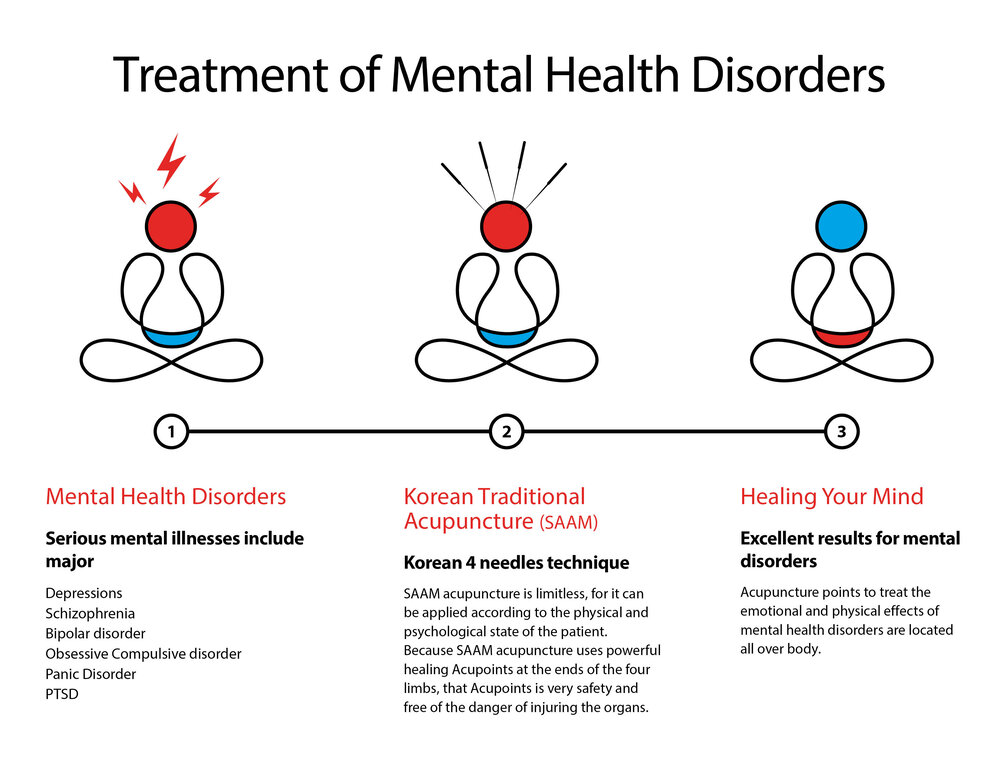 Treatment of Mental Health Disorders
1
2
3
Mental Health Disorders
Serious mental illnesses include
major
Depressions
Schizophrenia
Bipolar disorder
Obsessive Compulsive disorder
Panic Disorder
PTSD
Korean Traditional
Acupuncture (SAAM)
Korean 4 needles technique
SAAM acupuncture is limitless, for it can
be applied according to the physical and
psychological state of the patient.
Because SAAM acupuncture uses powerful
healing Acupoints at the ends of the four
limbs, that Acupoints is very safety and
free of the danger of injuring the organs.
Healing Your Mind
Excellent results for mental
disorders
Acupuncture points to treat the
emotional and physical effects of
mental health disorders are located
all over body.